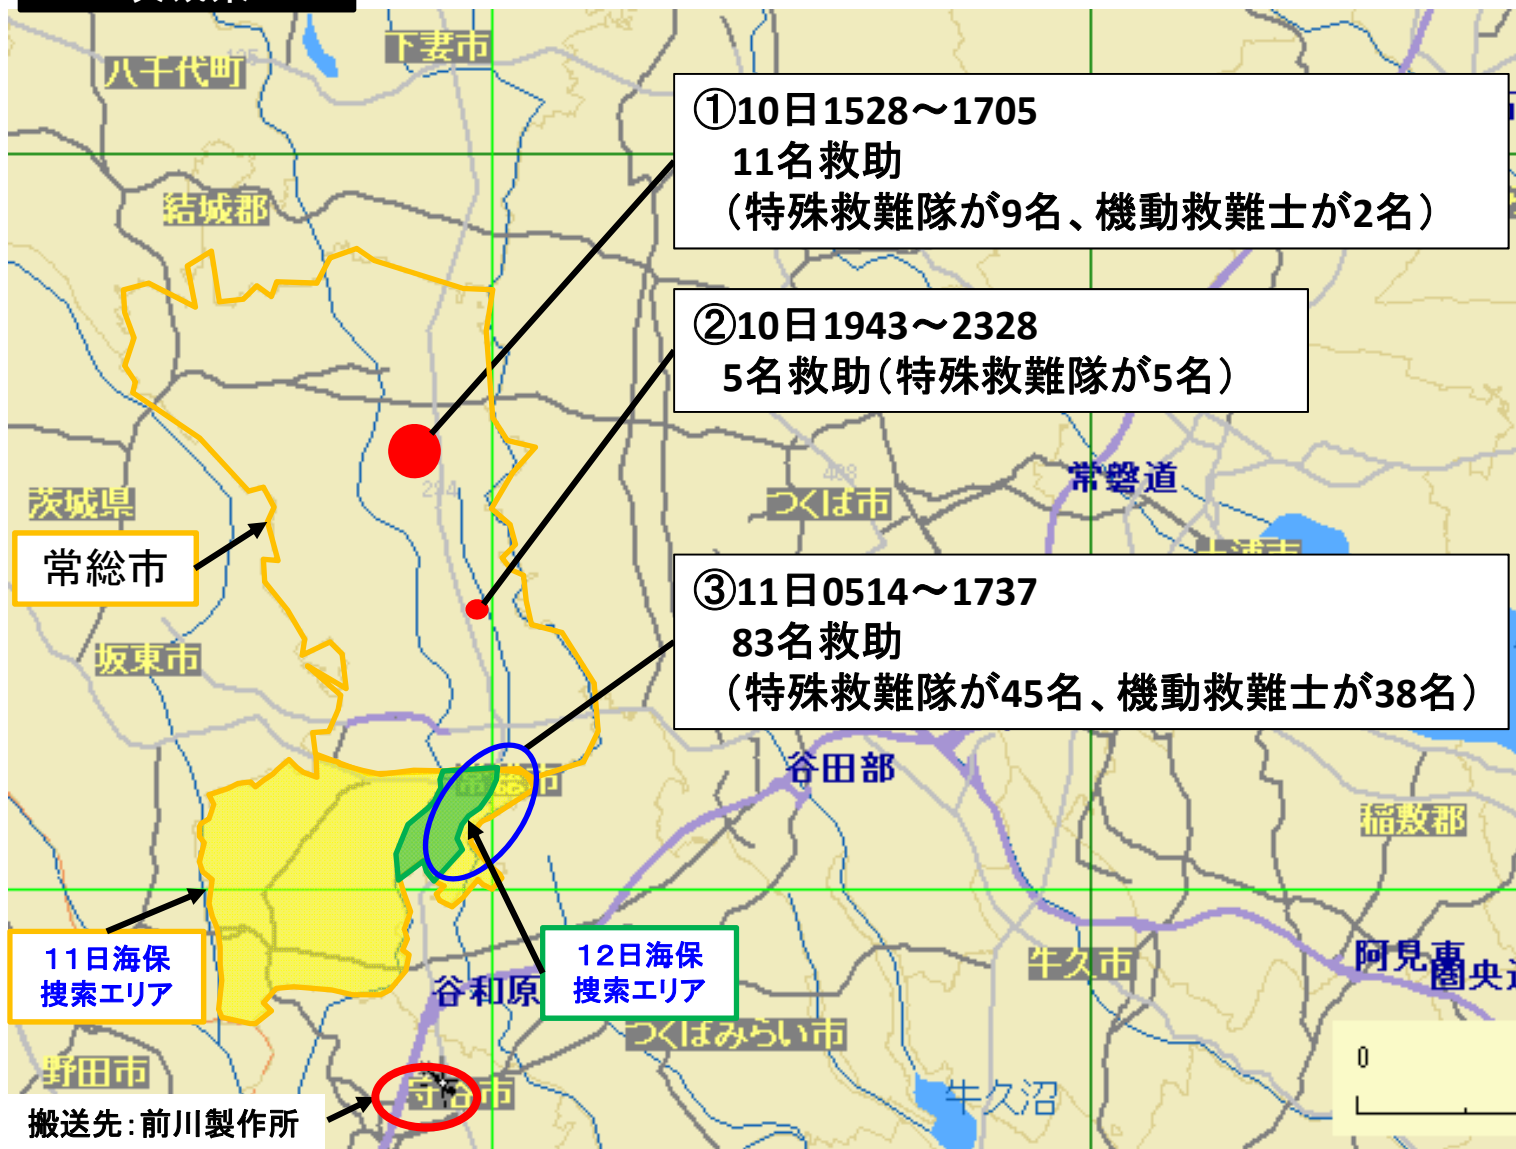 下妻市
八千代町
①10日1528～1705
11名救助
（特殊救難隊が9名、機動救難士が2名）
結城郡
②10日1943～2328
5名救助（特殊救難隊が5名）
常磐道
408
294
つくば市
茨城県
常総市
③11日0514～1737
83名救助
（特殊救難隊が45名、機動救難士が38名）
坂東市
谷田部
稲敷郡
11日海保
捜索エリア
12日海保
捜索エリア
谷和原
牛久市
阿見東
つくばみらい市
野田市
守谷市
牛久沼
0
搬送先：前川製作所